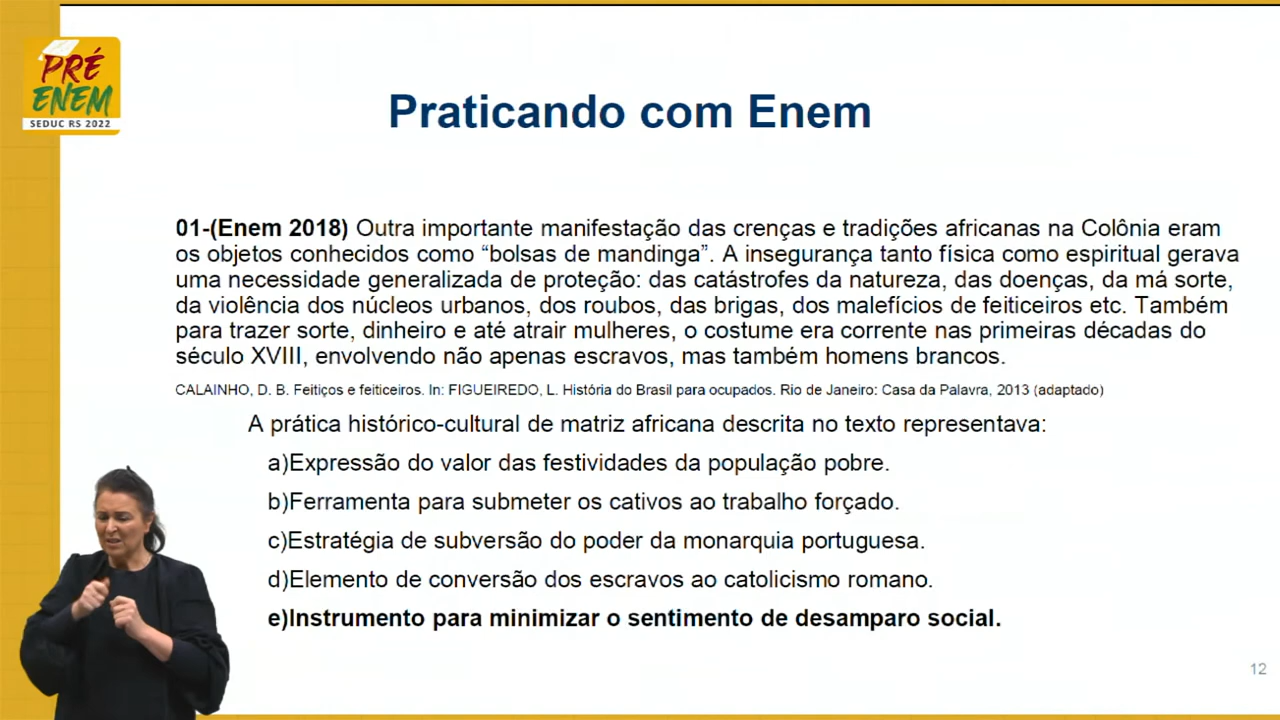 PRÉ
ENEM
SEDUC RS 2022
Praticando com Enem
01-(Enem 2018) Outra importante manifestação das crenças e tradições africanas na Colônia eram
os objetos conhecidos como “bolsas de mandinga”. A insegurança tanto física como espiritual gerava
uma necessidade generalizada de proteção: das catástrofes da natureza, das doenças, da má sorte,
da violência dos núcleos urbanos, dos roubos, das brigas, dos malefícios de feiticeiros etc. Também
para trazer sorte, dinheiro e até atrair mulheres, o costume era corrente nas primeiras décadas do
século XVIII, envolvendo não apenas escravos, mas também homens brancos.
CALAINHO, D. B. Feitiços e feiticeiros. In: FIGUEIREDO, L. História do Brasil para ocupados. Rio de Janeiro: Casa da Palavra, 2013 (adaptado)
A prática histórico-cultural de matriz africana descrita no texto representava:
a)Expressão do valor das festividades da população pobre.
b)Ferramenta para submeter os cativos ao trabalho forçado.
c)Estratégia de subversão do poder da monarquia portuguesa.
d)Elemento de conversão dos escravos ao catolicismo romano.
e)Instrumento para minimizar o sentimento de desamparo social.
12